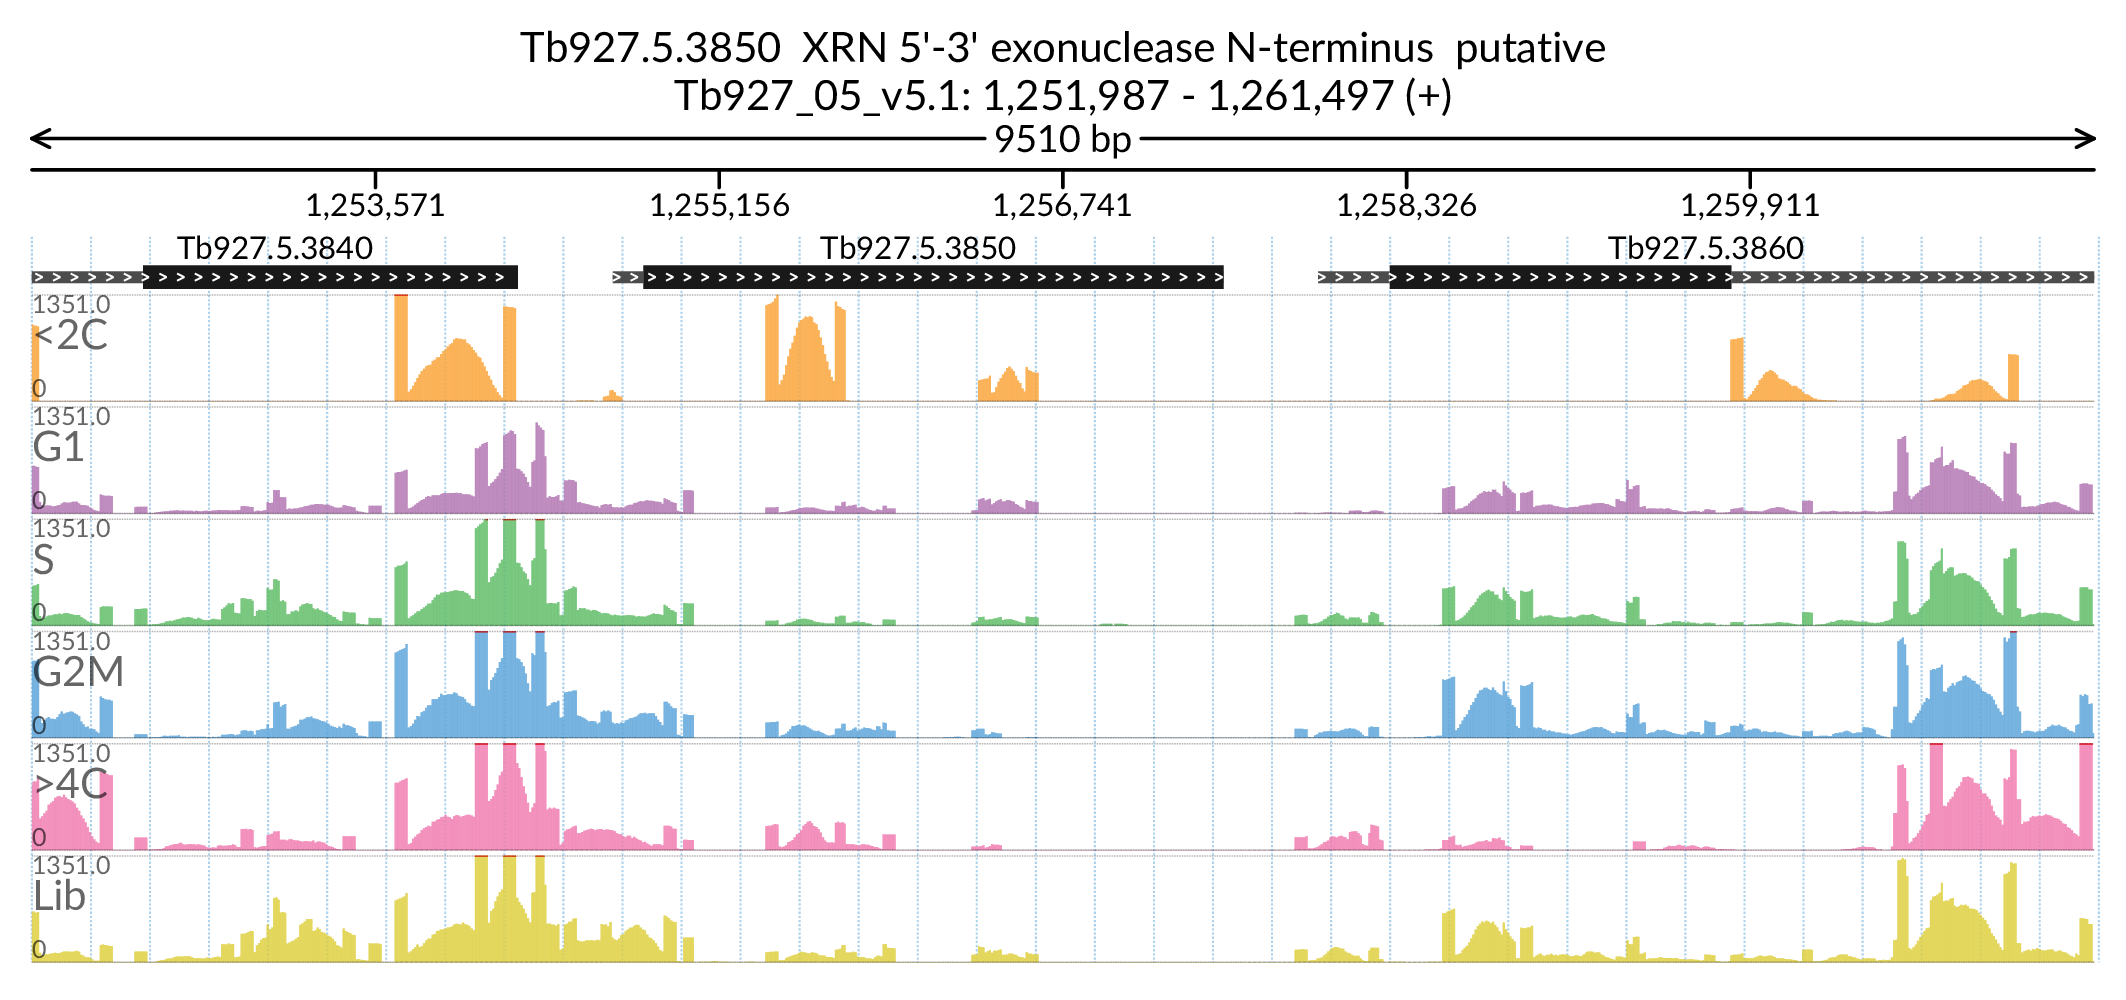 Tb927.5.3850  XRN 5'-3' exonuclease N-terminus  putative
Tb927_05_v5.1: 1,251,987 - 1,261,497 (+)
9510 bp
1,253,571 1,255,156 1,256,741 1,258,326 1,259,911
Tb927.5.3840 Tb927.5.3850 Tb927.5.3860
1351.0
<2C
0
1351.0
G1
0
1351.0
S
0
1351.0
G2M
0
1351.0
>4C
0
1351.0
Lib
0